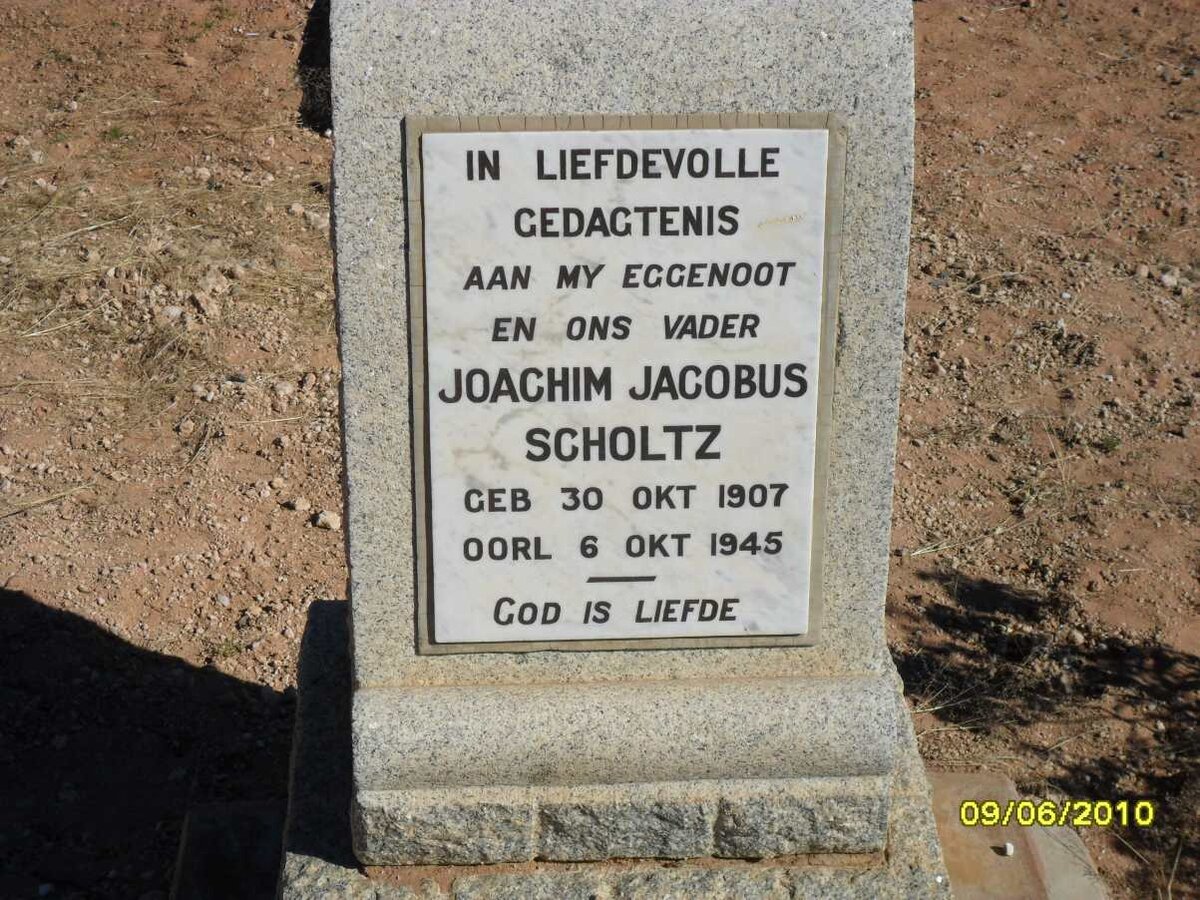 IN LIEFDEVOLLE
GEDAGTENIS
AAN MY EGGENOOT
EN ONS VADER
JOACHIM JACOBUS
SCHOLTZ
GEB 30 OKT 1907
OORL 6 OKT 1945
GOD IS LIEFDE
09/06/2010